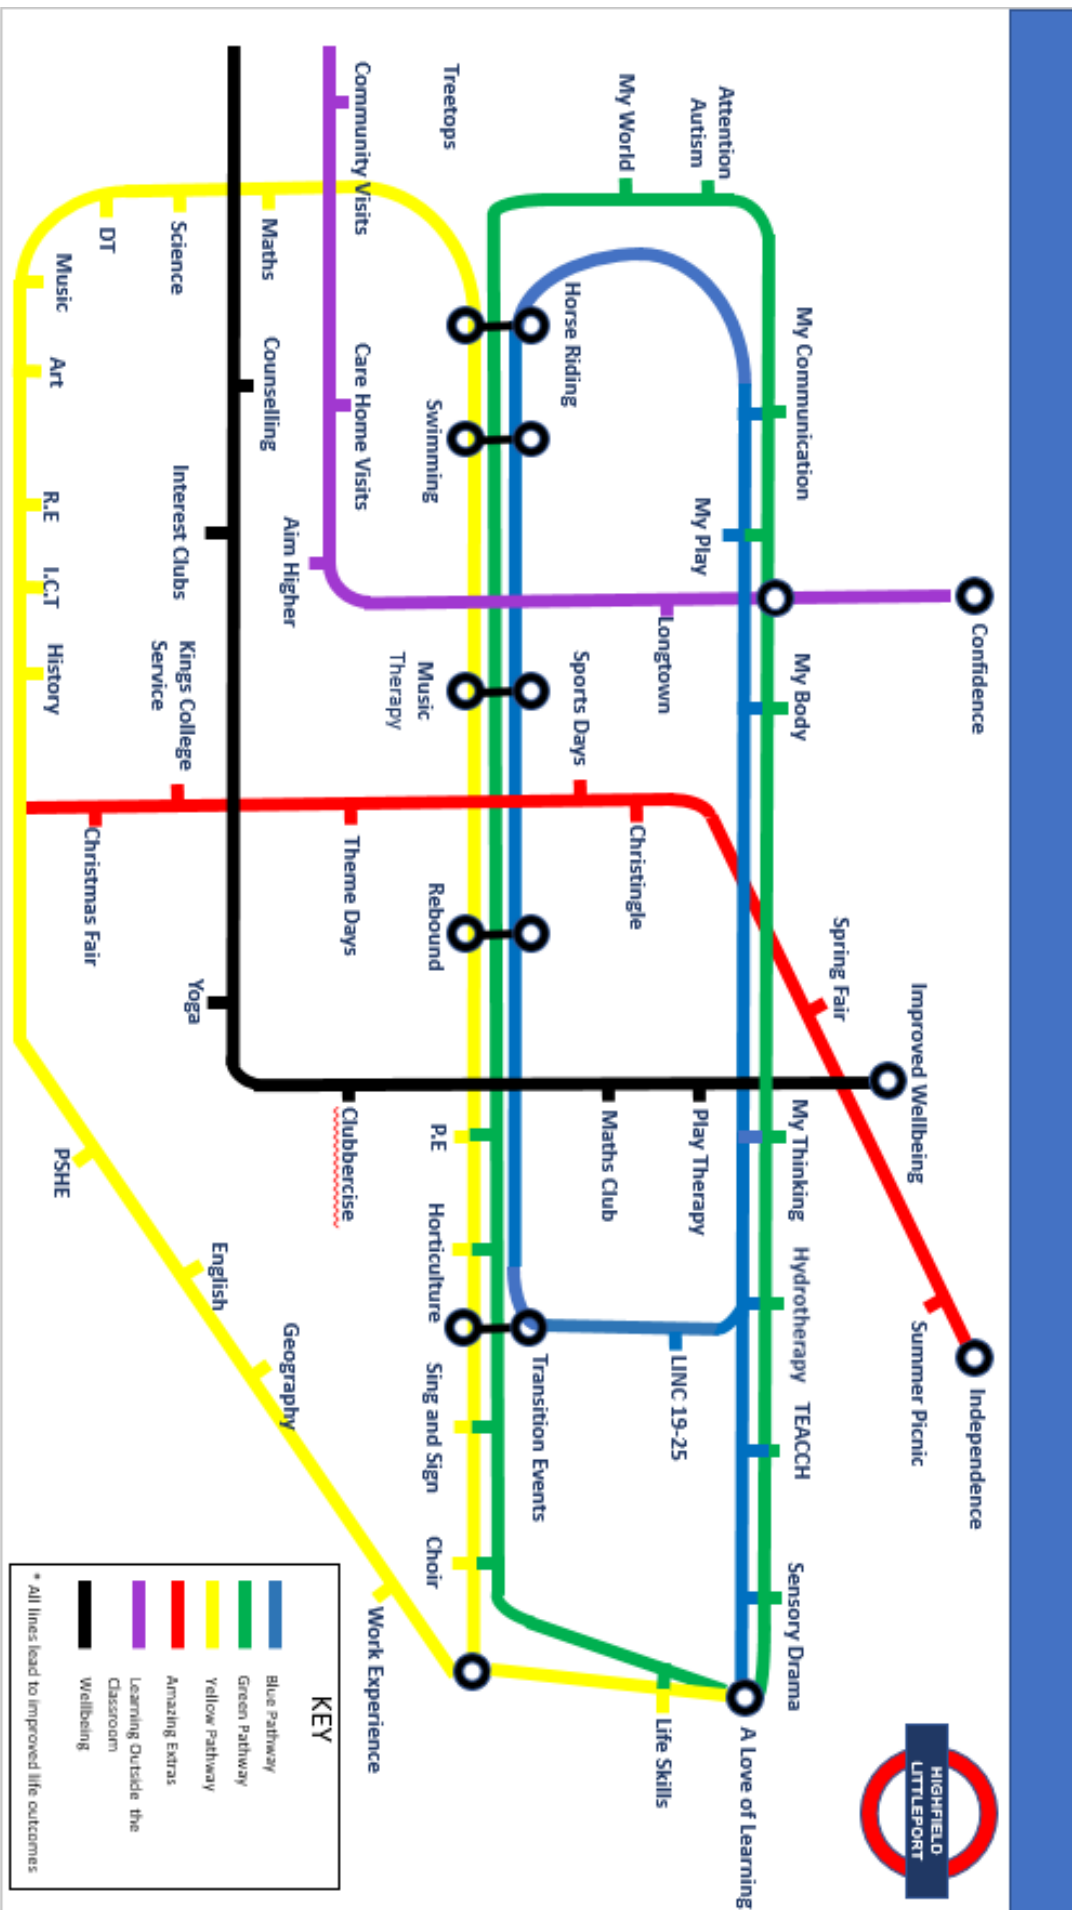 HIGHFIELD
LITTLEPORT
Confidence
Independence
Improved Wellbeing
Summer Picnic
Spring Fair
My Communication
My Body
My Thinking
Hydrotherapy
TEACCH
Sensory Drama
A Love of Learning
Attention
Autism
My World
My Play
Longtown
Play Therapy
LINC 19-25
Life Skills
Christingle
Maths Club
Sports Days
Horse Riding
Transition Events
Treetops
Swimming
Music
Therapy
Rebound
P.E
Horticulture
Sing and Sign
Choir
Community Visits
Care Home Visits
Theme Days
Clubbercise
Work Experience
Aim Higher
Maths
Counselling
Geography
English
Science
Interest Clubs
Kings College
Service
Yoga
DT
Christmas Fair
Music
Art
R.E
I.C.T
History
PSHE
KEY
Blue Pathway
Green Pathway
Yellow Pathway
Amazing Extras
Learning Outside the
Classroom
Wellbeing
* All lines lead to improved life outcomes